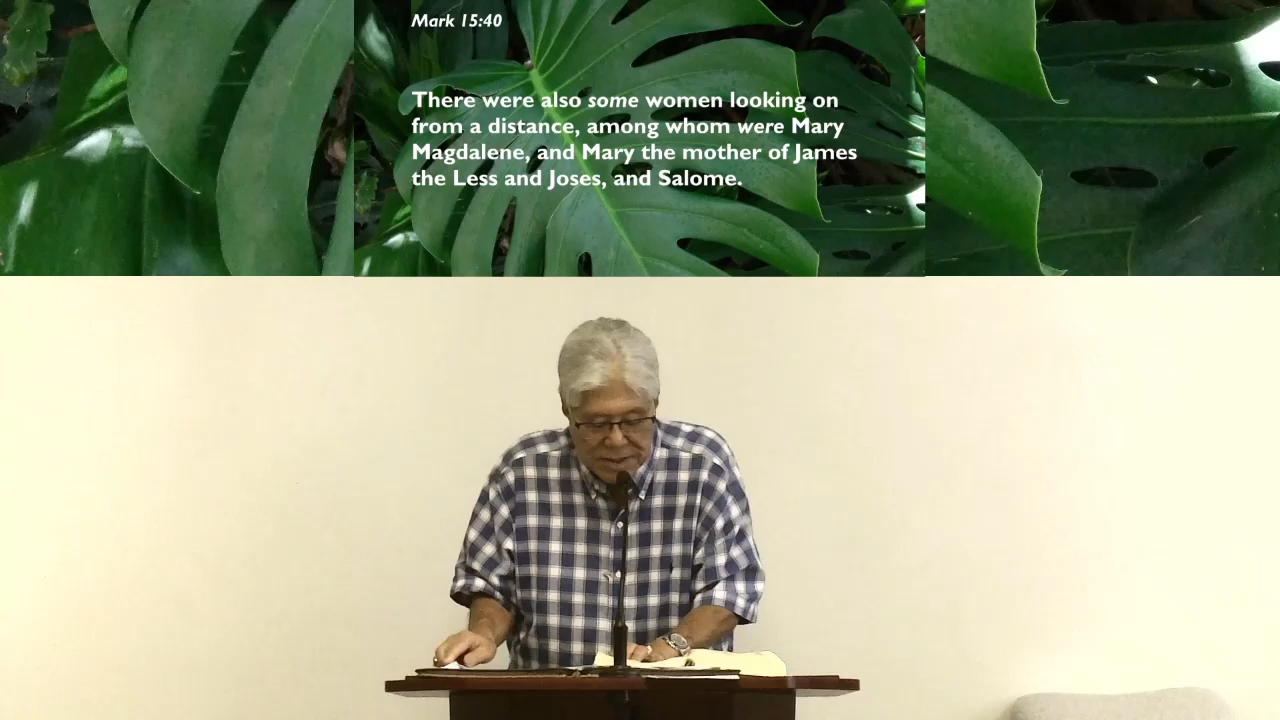 Mark 15:40
There were also some women looking on
from a distance, among whom were Mary
Magdalene, and Mary the mother of James
the Less and Joses, and Salome.